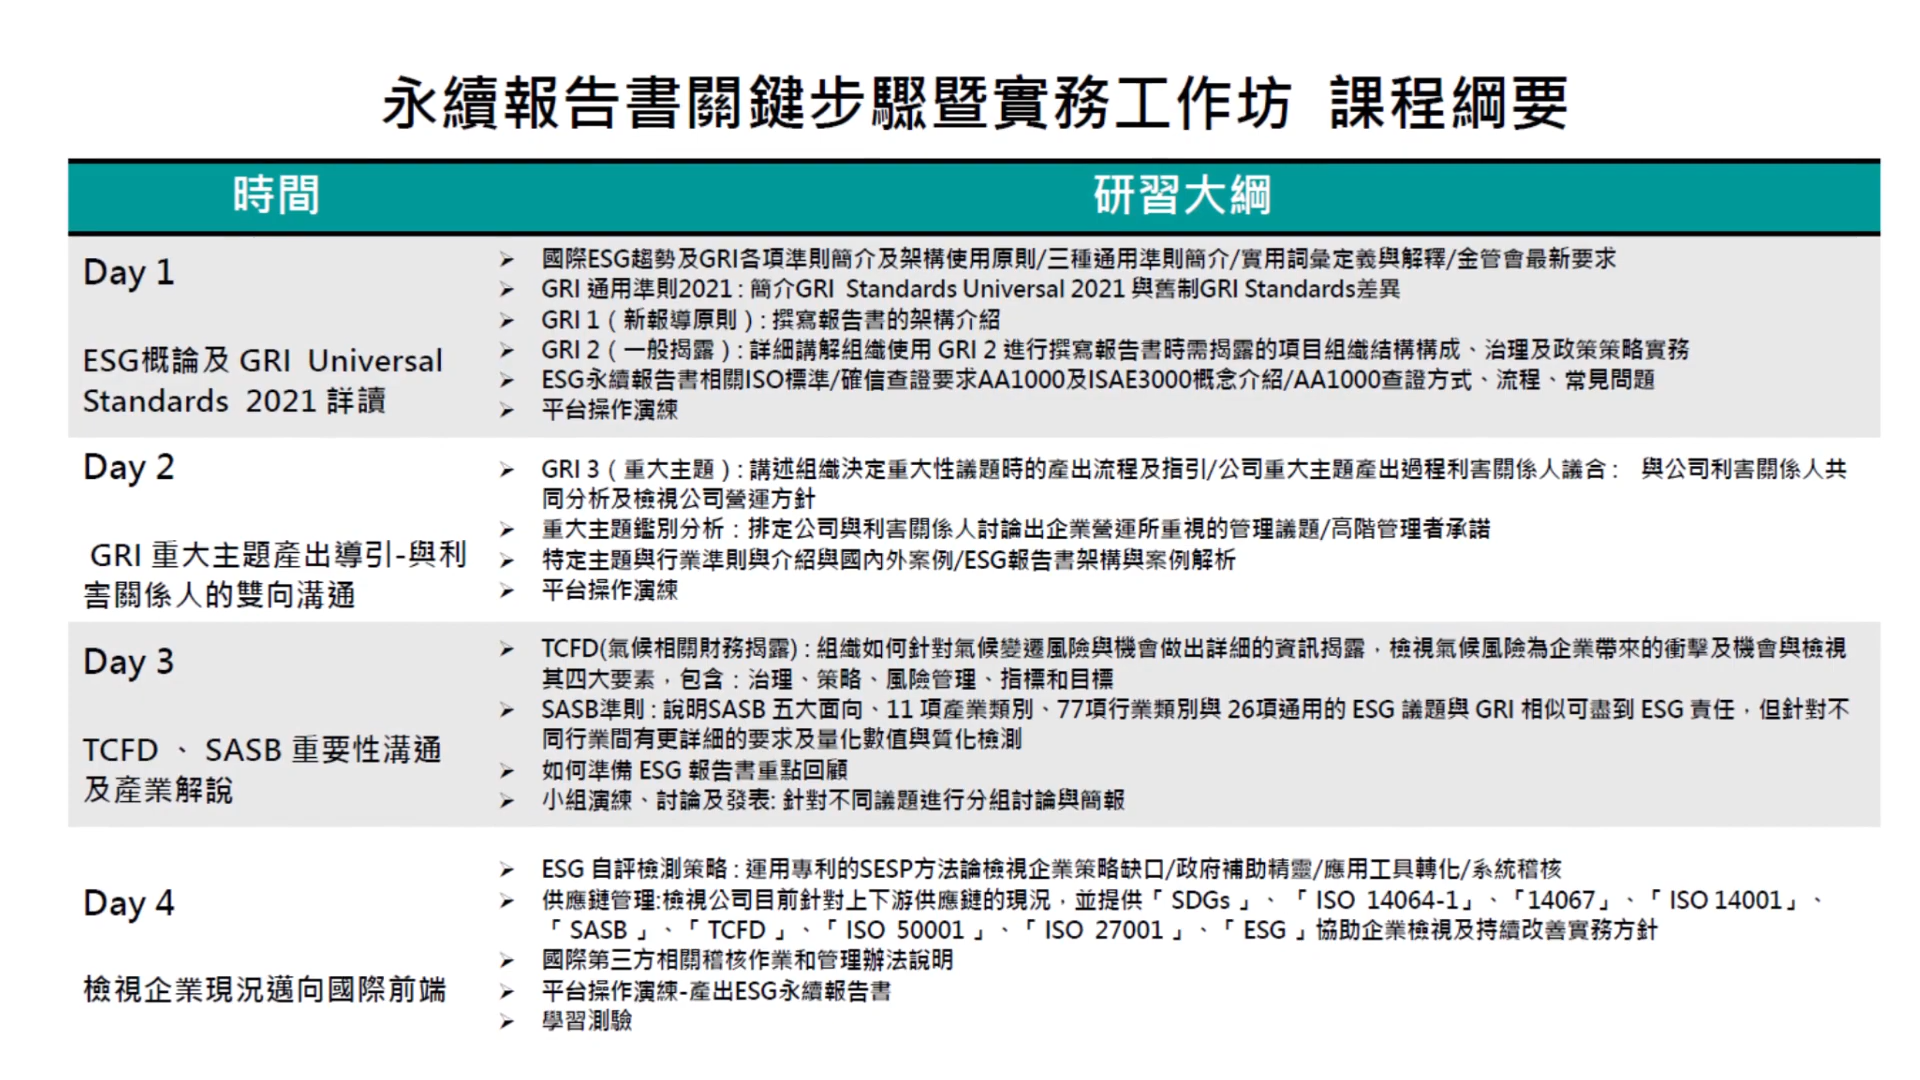 永續報告書關鍵步驟暨實務工作坊 課程綱要
時間
研習大綱
Day 1
ESG概論及 GRI Universal
Standards 2021 詳讀
➢ 國際ESG趨勢及GRI各項準則簡介及架構使用原則/三種通用準則簡介/實用詞彙定義與解釋/金管會最新要求
➢ GRI 通用準則2021 : 簡介GRI Standards Universal 2021 與舊制GRI Standards差異
➢ GRI 1（新報導原則）: 撰寫報告書的架構介紹
➢ GRI 2（一般揭露）: 詳細講解組織使用 GRI 2 進行撰寫報告書時需揭露的項目組織結構構成、治理及政策策略實務
➢ ESG永續報告書相關ISO標準/確信查證要求AA1000及ISAE3000概念介紹/AA1000查證方式、流程、常見問題
➢ 平台操作演練
Day 2
GRI 重大主題產出導引-與利
害關係人的雙向溝通
➢ GRI 3（重大主題）: 講述組織決定重大性議題時的產出流程及指引/公司重大主題產出過程利害關係人議合： 與公司利害關係人共
同分析及檢視公司營運方針
➢ 重大主題鑑別分析：排定公司與利害關係人討論出企業營運所重視的管理議題/高階管理者承諾
➢ 特定主題與行業準則與介紹與國內外案例/ESG報告書架構與案例解析
➢ 平台操作演練
Day 3
TCFD 、 SASB 重要性溝通
及產業解說
➢ TCFD(氣候相關財務揭露) : 組織如何針對氣候變遷風險與機會做出詳細的資訊揭露，檢視氣候風險為企業帶來的衝擊及機會與檢視
其四大要素，包含：治理、策略、風險管理、指標和目標
➢ SASB準則 : 說明SASB 五大面向、11 項產業類別、77項行業類別與 26項通用的 ESG 議題與 GRI 相似可盡到 ESG 責任，但針對不
同行業間有更詳細的要求及量化數值與質化檢測
➢ 如何準備 ESG 報告書重點回顧
➢ 小組演練、討論及發表: 針對不同議題進行分組討論與簡報
Day 4
檢視企業現況邁向國際前端
➢ ESG 自評檢測策略 : 運用專利的SESP方法論檢視企業策略缺口/政府補助精靈/應用工具轉化/系統稽核
➢ 供應鏈管理:檢視公司目前針對上下游供應鏈的現況，並提供「 SDGs 」、「 ISO 14064-1」、「14067」、「 ISO 14001」、
「 SASB 」、「 TCFD 」、「 ISO 50001 」、「 ISO 27001 」、「 ESG 」協助企業檢視及持續改善實務方針
➢ 國際第三方相關稽核作業和管理辦法說明
➢ 平台操作演練-產出ESG永續報告書
➢ 學習測驗